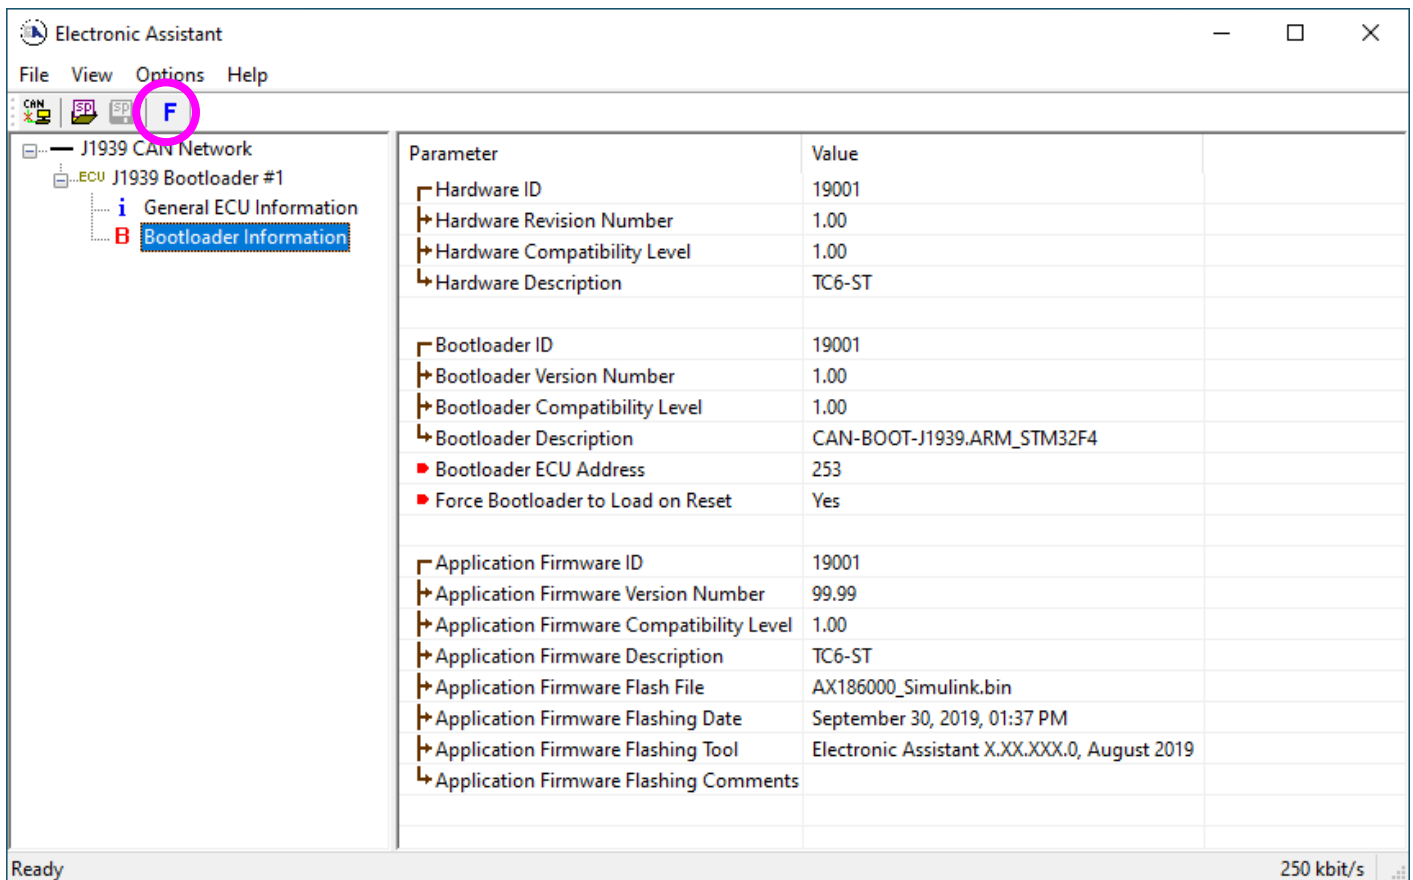 Electronic Assistant
File View Options Help
CAN SP SP F
J1939 CAN Network
ECU J1939 Bootloader #1
i General ECU Information
B Bootloader Information
Parameter Value
Hardware ID 19001
Hardware Revision Number 1.00
Hardware Compatibility Level 1.00
Hardware Description TC6-ST
Bootloader ID 19001
Bootloader Version Number 1.00
Bootloader Compatibility Level 1.00
Bootloader Description CAN-BOOT-J1939.ARM_STM32F4
Bootloader ECU Address 253
Force Bootloader to Load on Reset Yes
Application Firmware ID 19001
Application Firmware Version Number 99.99
Application Firmware Compatibility Level 1.00
Application Firmware Description TC6-ST
Application Firmware Flash File AX186000_Simulink.bin
Application Firmware Flashing Date September 30, 2019, 01:37 PM
Application Firmware Flashing Tool Electronic Assistant X.XX.XXX.0, August 2019
Application Firmware Flashing Comments
Ready 250 kbit/s